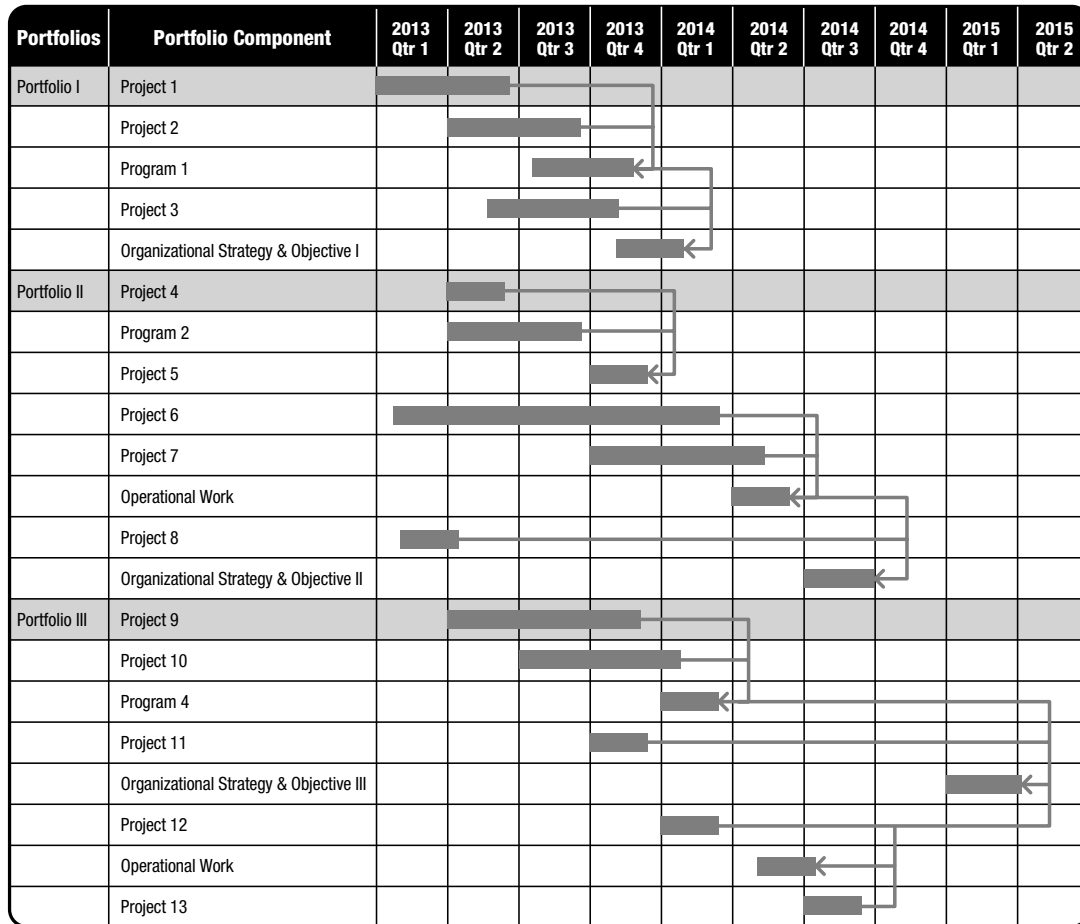 Portfolios Portfolio Component 2013 Qtr 1 2013 Qtr 2 2013 Qtr 3 2013 Qtr 4 2014 Qtr 1 2014 Qtr 2 2014 Qtr 3 2014 Qtr 4 2015 Qtr 1 2015 Qtr 2
Portfolio I Project 1
Project 2
Program 1
Project 3
Organizational Strategy & Objective I
Portfolio II Project 4
Program 2
Project 5
Project 6
Project 7
Operational Work
Project 8
Organizational Strategy & Objective II
Portfolio III Project 9
Project 10
Program 4
Project 11
Organizational Strategy & Objective III
Project 12
Operational Work
Project 13